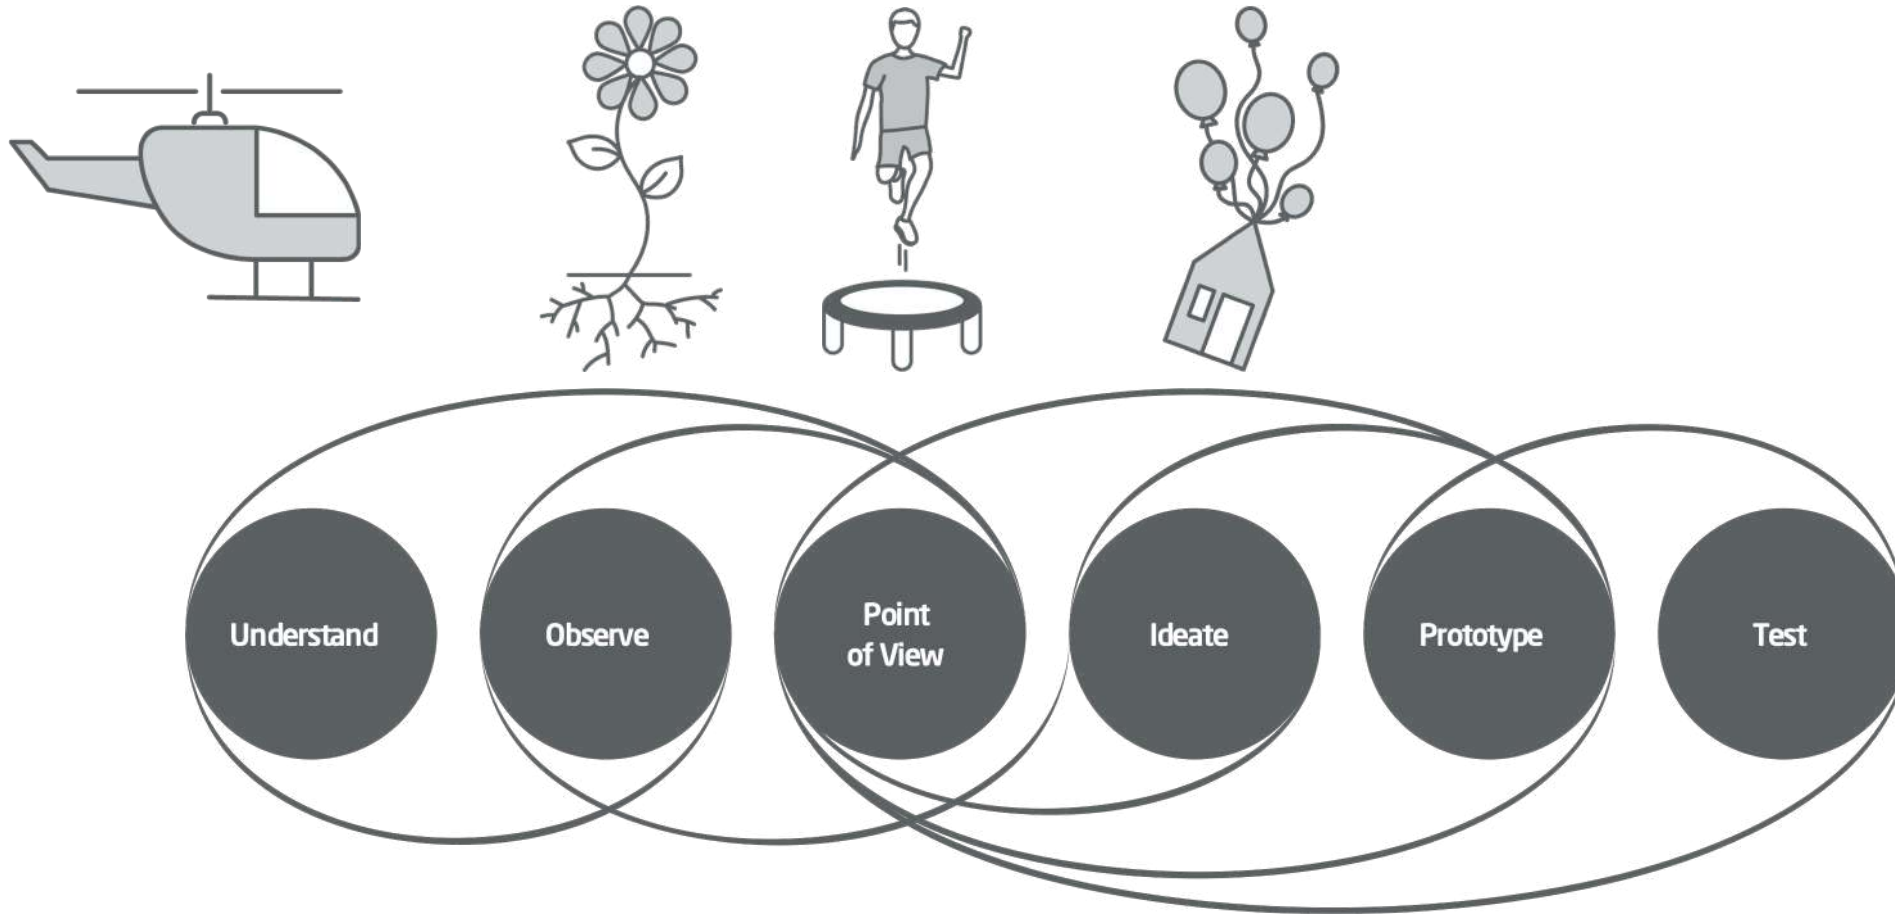 Understand
Observe
Point
of View
Ideate
Prototype
Test